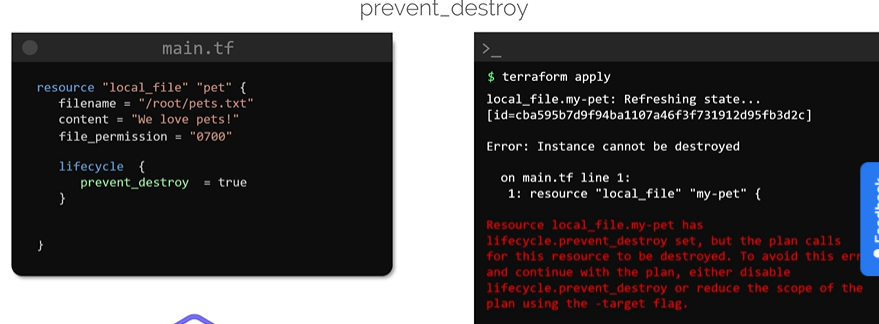 prevent_destroy
main.tf
resource "local_file" "pet" {
filename = "/root/pets.txt"
content = "We love pets!"
file_permission = "0700"
lifecycle {
prevent_destroy = true
}
}
>_
$ terraform apply
local_file.my-pet: Refreshing state...
[id=cba595b7d9f94ba1107a46f3f731912d95fb3d2c]
Error: Instance cannot be destroyed
on main.tf line 1:
1: resource "local_file" "my-pet" {
Resource local_file.my-pet has
lifecycle.prevent_destroy set, but the plan calls
for this resource to be destroyed. To avoid this err
and continue with the plan, either disable
lifecycle.prevent_destroy or reduce the scope of the
plan using the -target flag.
Feedback